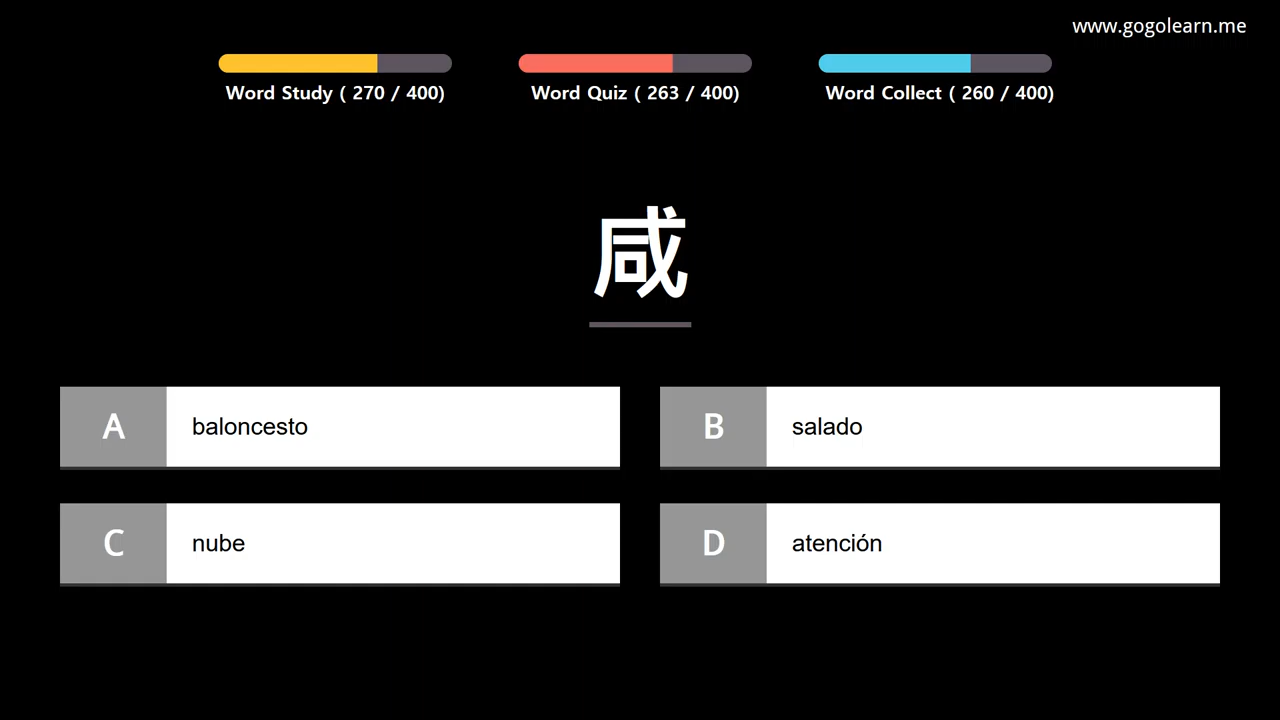 www.gogolearn.me
Word Study ( 270 / 400)
Word Quiz ( 263 / 400)
Word Collect ( 260 / 400)
咸
A baloncesto
B salado
C nube
D atención